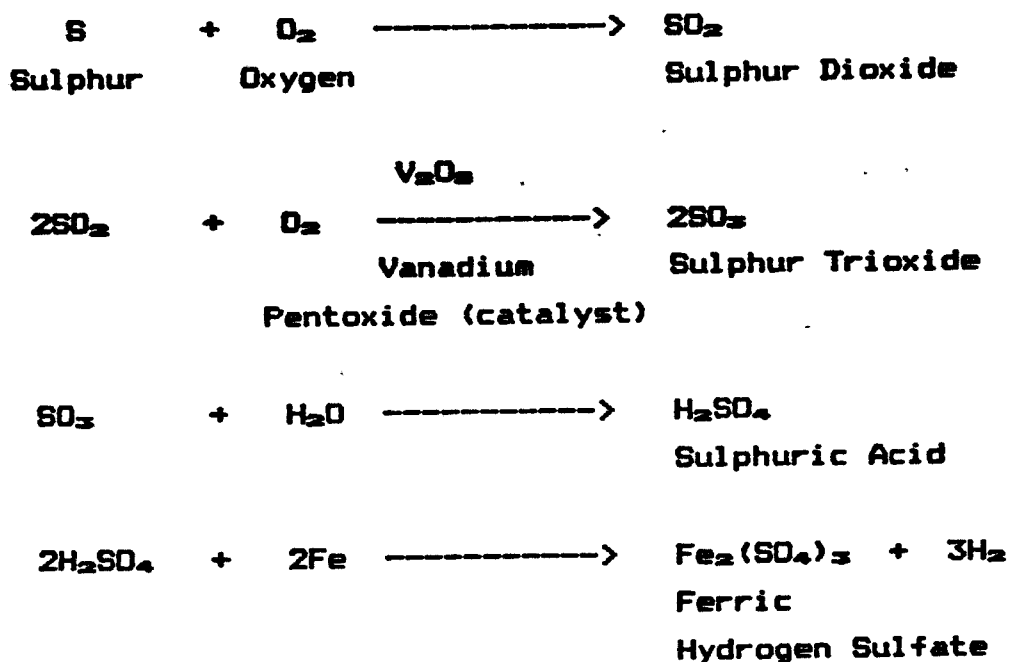 S + O₂ ----------> SO₂
Sulphur Oxygen Sulphur Dioxide
V₂O₅
2SO₂ + O₂ ----------> 2SO₃
Vanadium Sulphur Trioxide
Pentoxide (catalyst)
SO₃ + H₂O ----------> H₂SO₄
Sulphuric Acid
2H₂SO₄ + 2Fe ----------> Fe₂(SO₄)₃ + 3H₂
Ferric
Hydrogen Sulfate